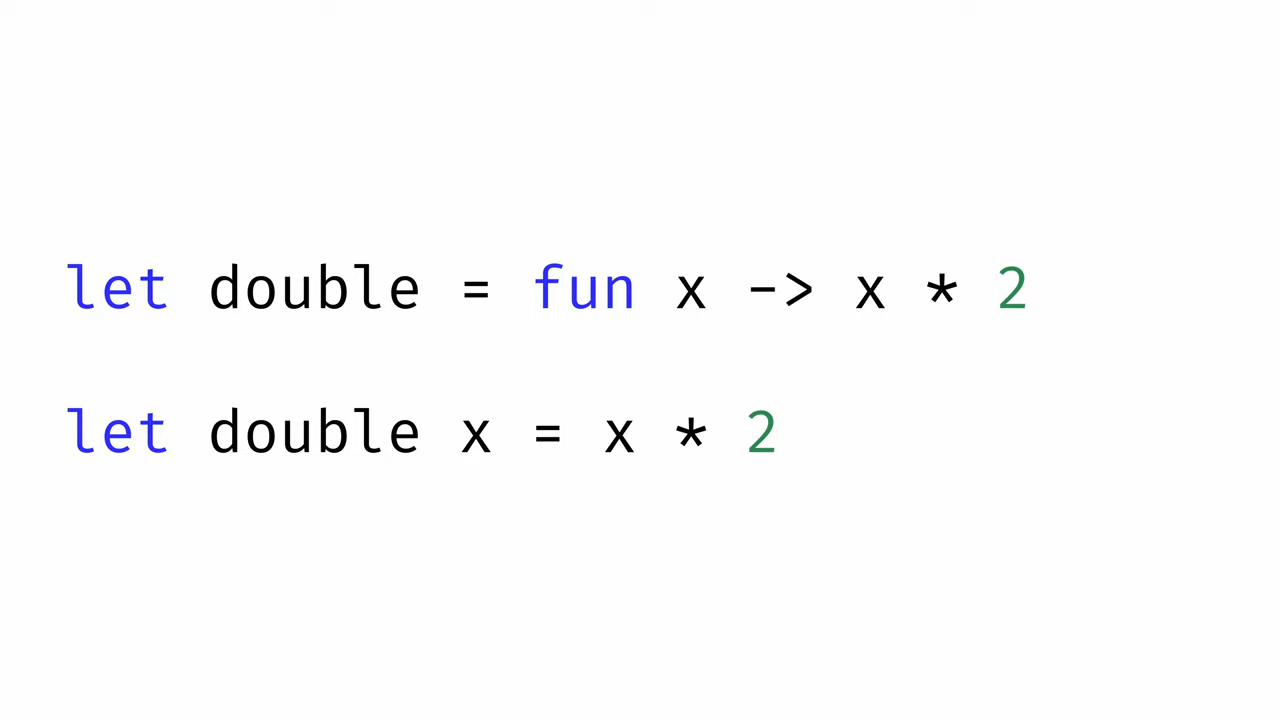 let double = fun x -> x * 2
let double x = x * 2